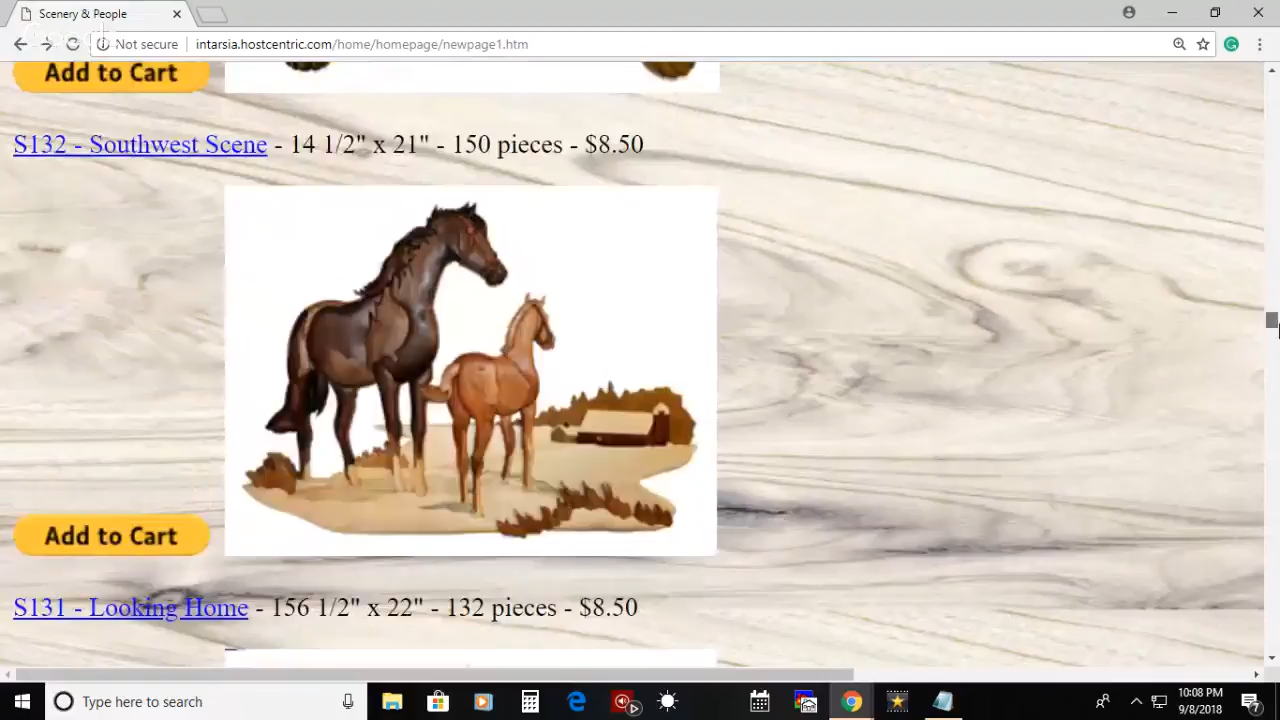 Scenery & People
Not secure intarsia.hostcentric.com/home/homepage/newpage1.htm
Add to Cart
S132 - Southwest Scene - 14 1/2" x 21" - 150 pieces - $8.50
Add to Cart
S131 - Looking Home - 156 1/2" x 22" - 132 pieces - $8.50
Type here to search
10:08 PM
9/8/2018
7